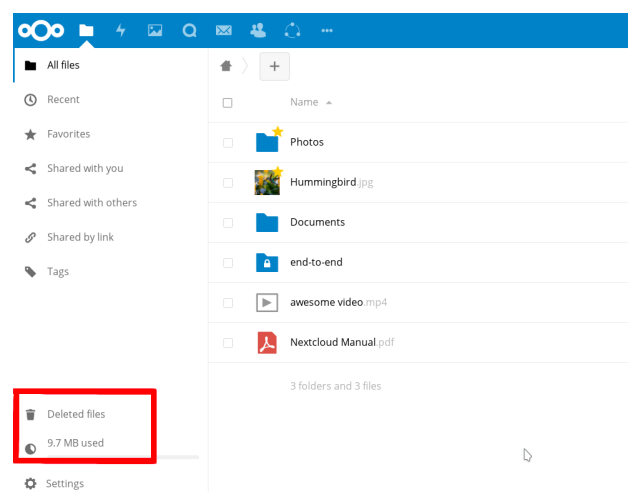 All files
Recent
Favorites
Shared with you
Shared with others
Shared by link
Tags
Deleted files
9.7 MB used
Settings
Name
Photos
Hummingbird.jpg
Documents
end-to-end
awesome video.mp4
Nextcloud Manual.pdf
3 folders and 3 files